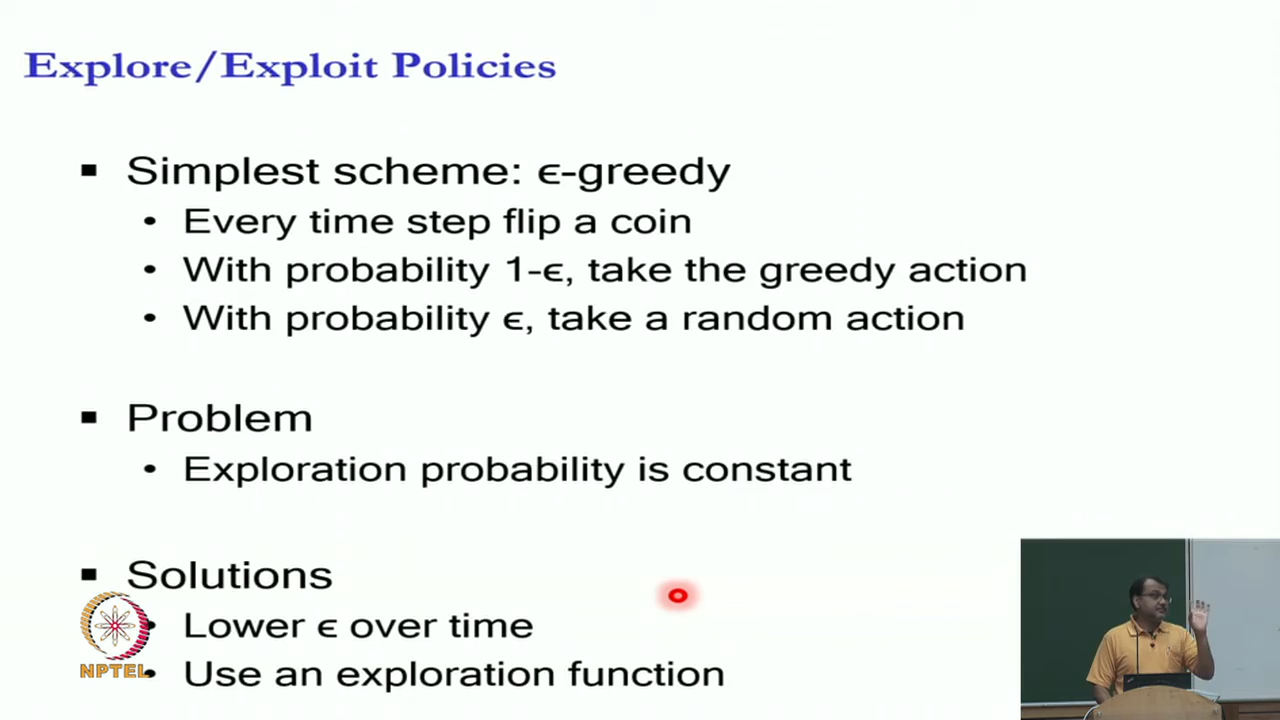 Explore/Exploit Policies
▪ Simplest scheme: ϵ-greedy
• Every time step flip a coin
• With probability 1-ϵ, take the greedy action
• With probability ϵ, take a random action
▪ Problem
• Exploration probability is constant
▪ Solutions
• Lower ϵ over time
• Use an exploration function
NPTEL